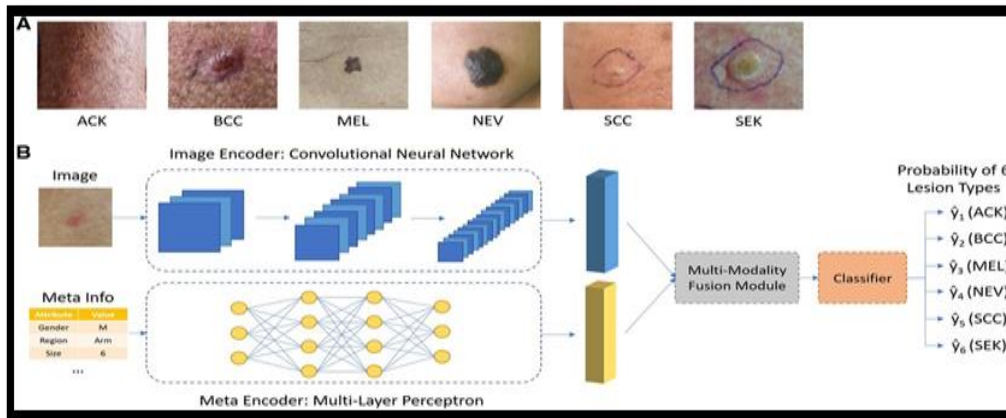 A
ACK BCC MEL NEV SCC SEK
B
Image Encoder: Convolutional Neural Network
Image
Probability of 6
Lesion Types
ŷ₁ (ACK)
ŷ₂ (BCC)
ŷ₃ (MEL)
ŷ₄ (NEV)
ŷ₅ (SCC)
ŷ₆ (SEK)
Multi-Modality
Fusion Module
Classifier
Meta Info
Attribute Value
Gender M
Region Arm
Size 6
...
Meta Encoder: Multi-Layer Perceptron